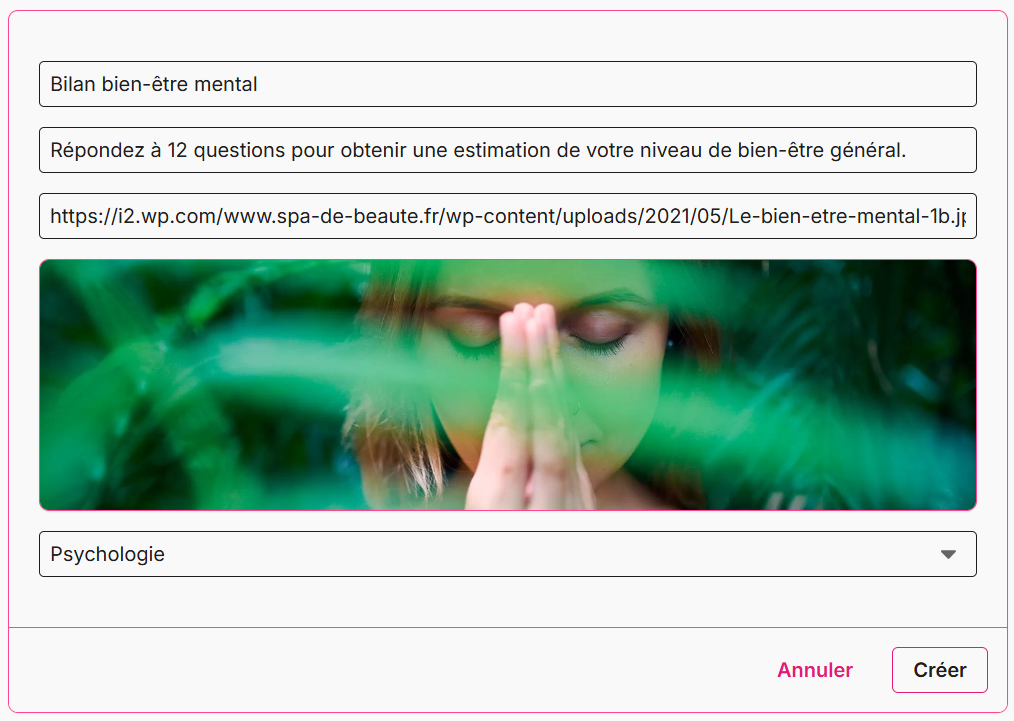 Bilan bien-être mental
Répondez à 12 questions pour obtenir une estimation de votre niveau de bien-être général.
https://i2.wp.com/www.spa-de-beaute.fr/wp-content/uploads/2021/05/Le-bien-etre-mental-1b.jp
Psychologie
Annuler
Créer